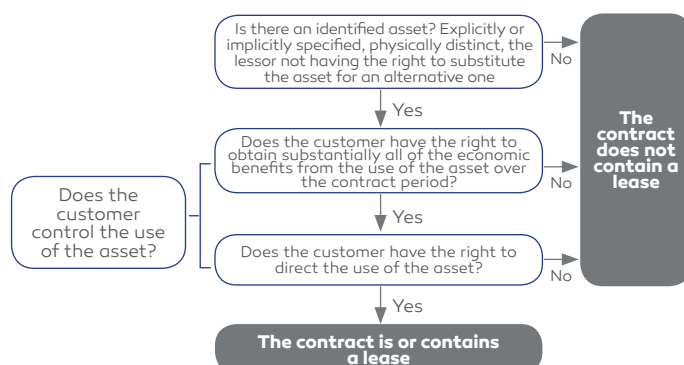 Is there an identified asset? Explicitly or
implicitly specified, physically distinct, the
lessor not having the right to substitute
the asset for an alternative one
No
Yes
The
contract
does not
contain a
lease
Does the customer have the right to
obtain substantially all of the economic
benefits from the use of the asset over
the contract period?
No
Does the
customer
control the use
of the asset?
Yes
Does the customer have the right to
direct the use of the asset?
No
Yes
The contract is or contains
a lease